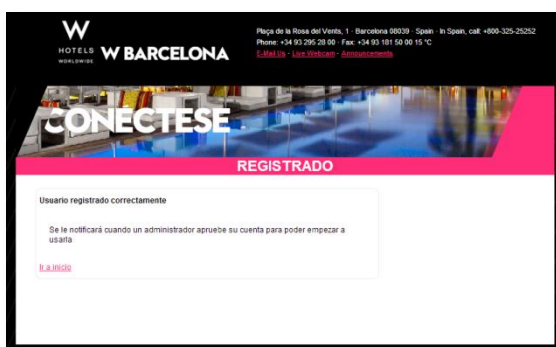 W
HOTELS
WORLDWIDE
W BARCELONA
Plaça de la Rosa del Vents, 1 - Barcelona 08039 - Spain - In Spain, call: +800-325-25252
Phone: +34 93 295 28 00 - Fax: +34 93 181 50 00 15 °C
E-Mail Us - Live Webcam - Announcements
CONECTESE
REGISTRADO
Usuario registrado correctamente
Se le notificará cuando un administrador apruebe su cuenta para poder empezar a
usarla
Ir a inicio